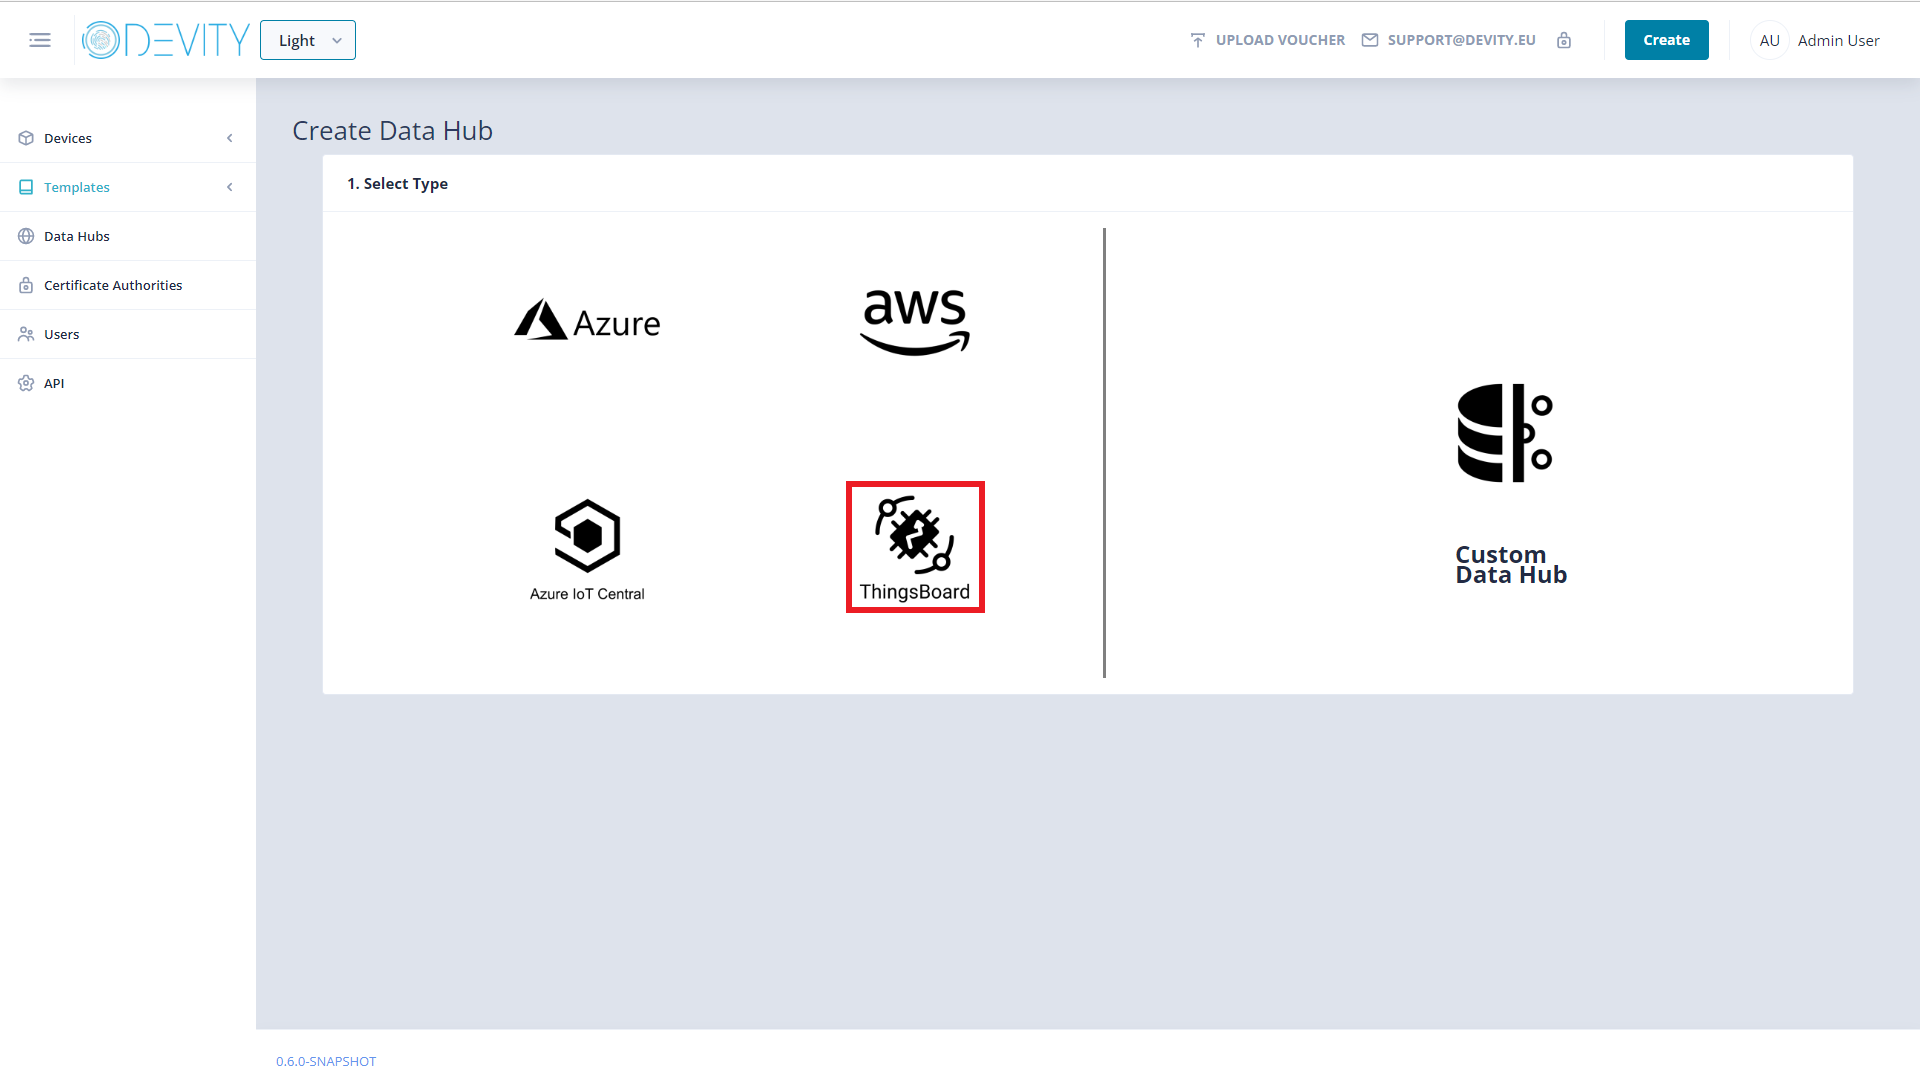 DEVITY
Light
UPLOAD VOUCHER
SUPPORT@DEVITY.EU
Create
AU
Admin User
Devices
Templates
Data Hubs
Certificate Authorities
Users
API
Create Data Hub
1. Select Type
Azure
aws
Azure IoT Central
ThingsBoard
Custom
Data Hub
0.6.0-SNAPSHOT